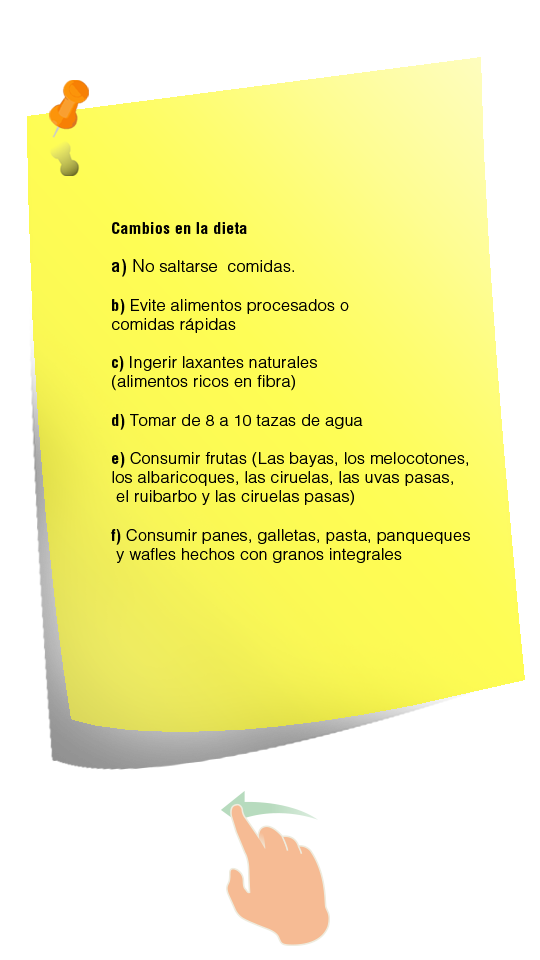 Cambios en la dieta
a) No saltarse comidas.
b) Evite alimentos procesados o
comidas rápidas
c) Ingerir laxantes naturales
(alimentos ricos en fibra)
d) Tomar de 8 a 10 tazas de agua
e) Consumir frutas (Las bayas, los melocotones,
los albaricoques, las ciruelas, las uvas pasas,
el ruibarbo y las ciruelas pasas)
f) Consumir panes, galletas, pasta, panqueques
y wafles hechos con granos integrales